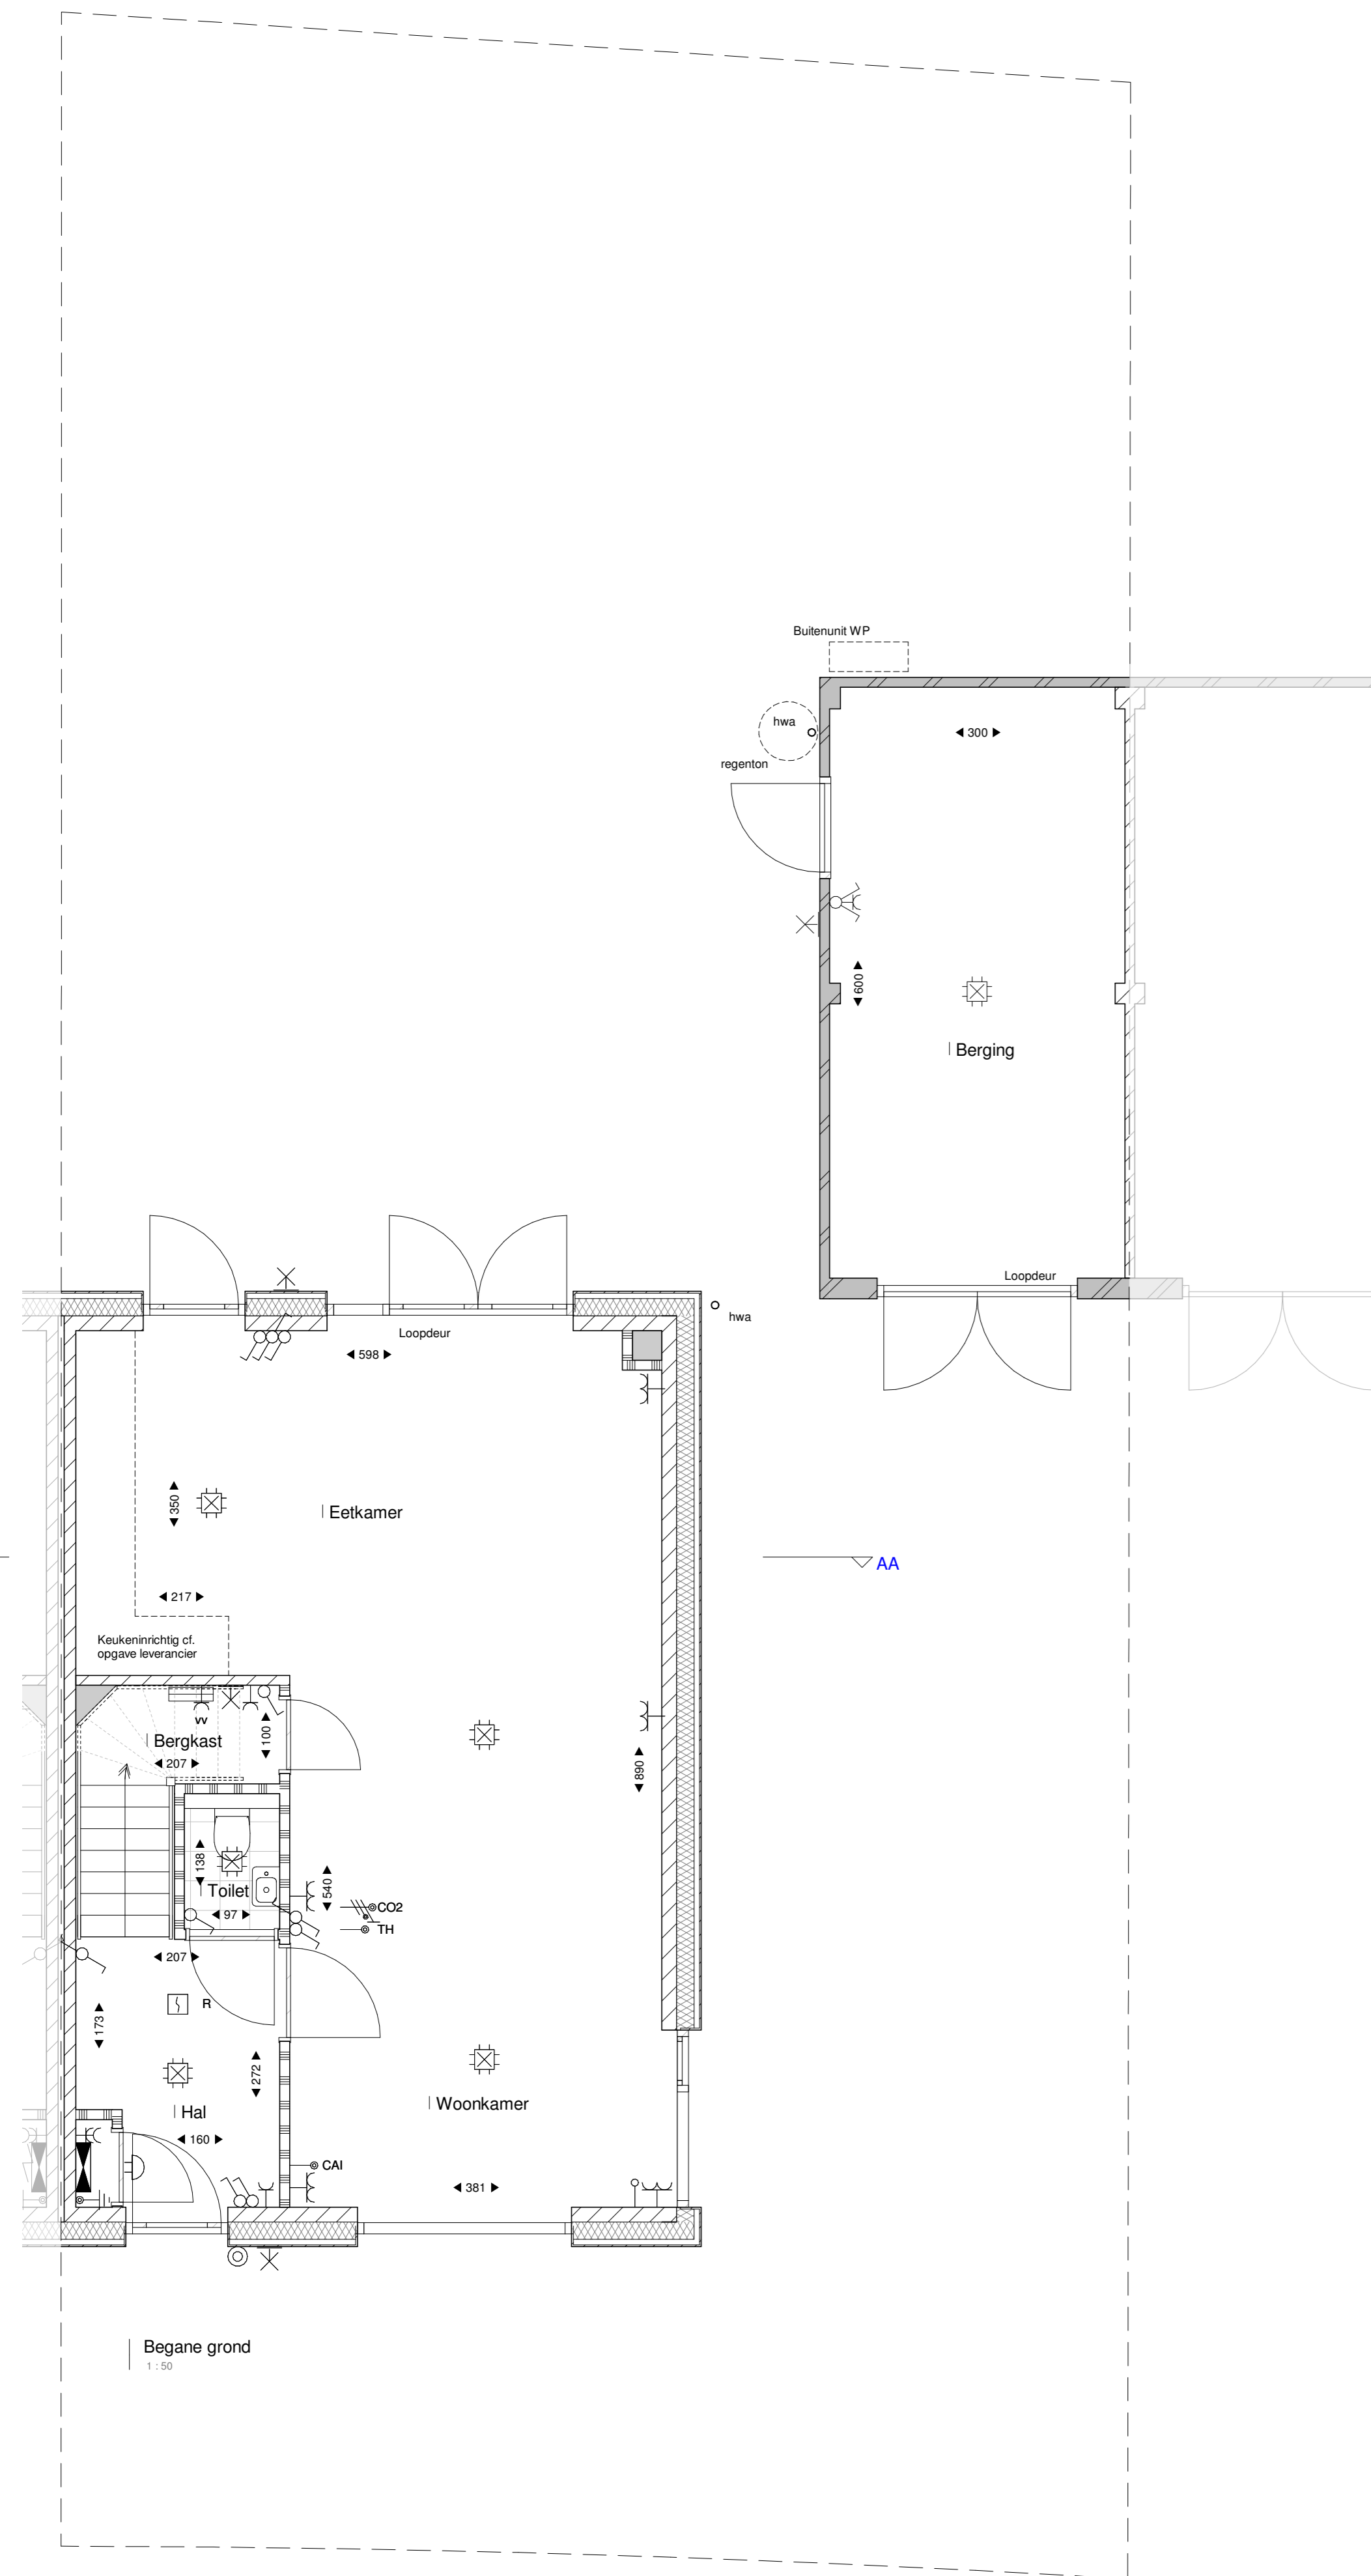 Buitenunit WP
hwa
300
regenton
600
Berging
Loopdeur
hwa
Loopdeur
598
350
Eetkamer
AA
217
Keukeninrichtig cf.
opgave leverancier
vv
100
Bergkast
207
890
138
540
Toilet
CO2
97
TH
207
R
173
272
Woonkamer
Hal
160
CAI
381
Begane grond
1 : 50